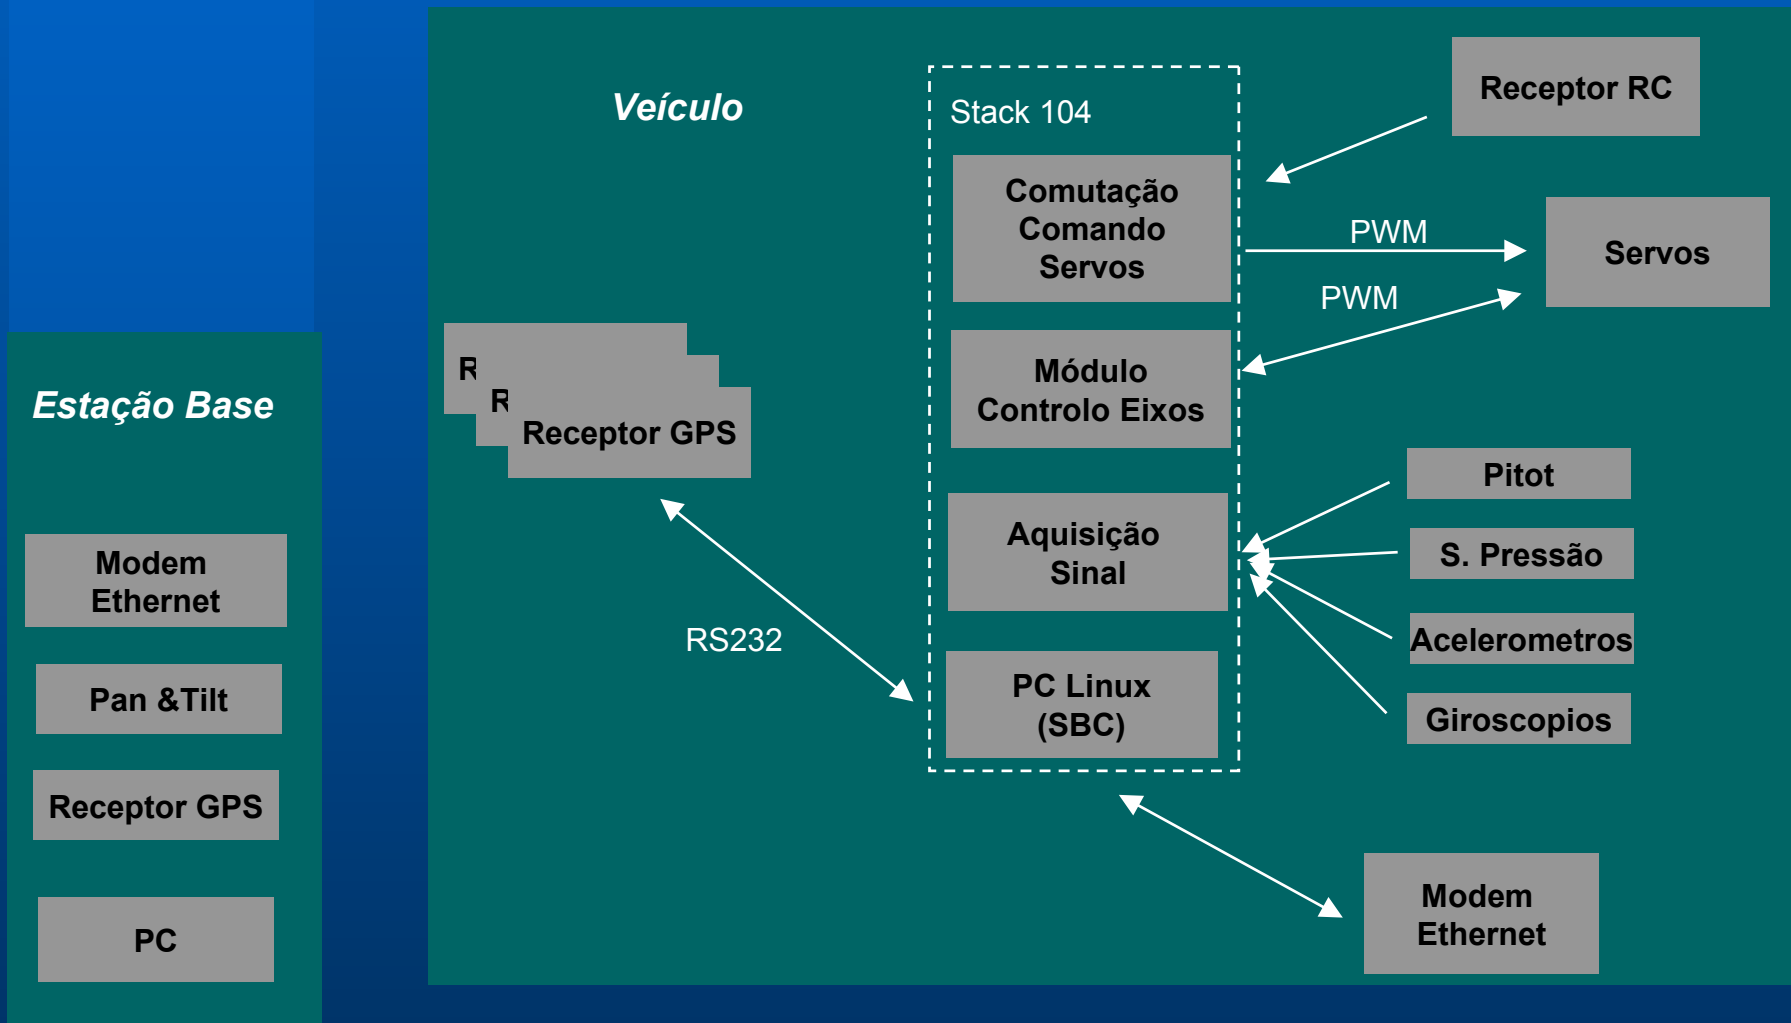 Veículo
Stack 104
Receptor RC
Comutação
Comando
Servos
PWM
Servos
PWM
Módulo
Controlo Eixos
R
R
Receptor GPS
Estação Base
Pitot
Aquisição
Sinal
S. Pressão
Modem
Ethernet
RS232
Acelerometros
PC Linux
(SBC)
Giroscopios
Pan &Tilt
Receptor GPS
PC
Modem
Ethernet